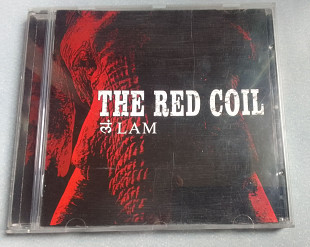 THE RED COIL
लं LAM